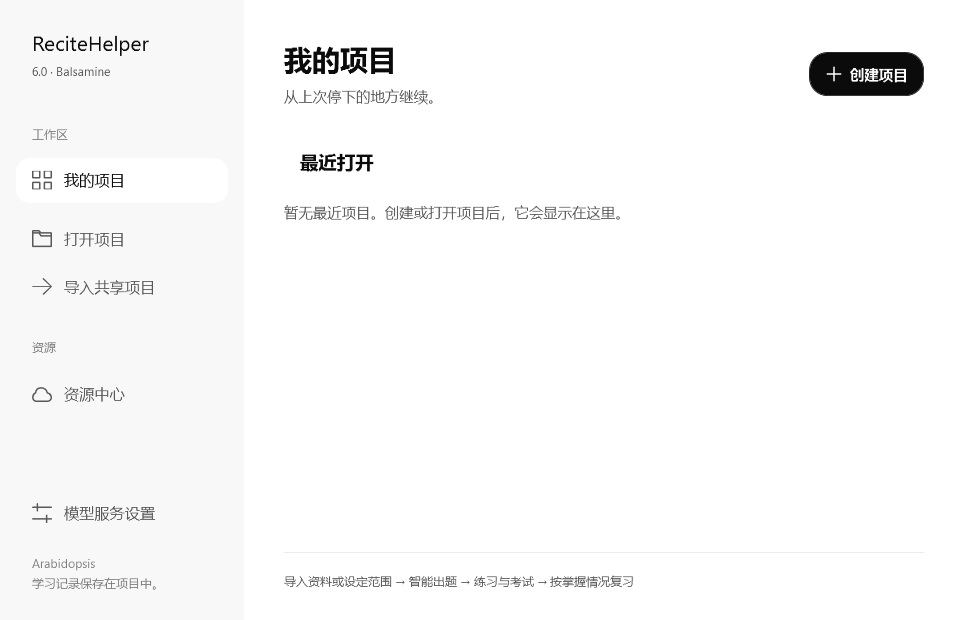 ReciteHelper
6.0 · Balsamine
工作区
我的项目
打开项目
导入共享项目
资源
资源中心
模型服务设置
Arabidopsis
学习记录保存在项目中。
我的项目
从上次停下的地方继续。
创建项目
最近打开
暂无最近项目。创建或打开项目后，它会显示在这里。
导入资料或设定范围 → 智能出题 → 练习与考试 → 按掌握情况复习